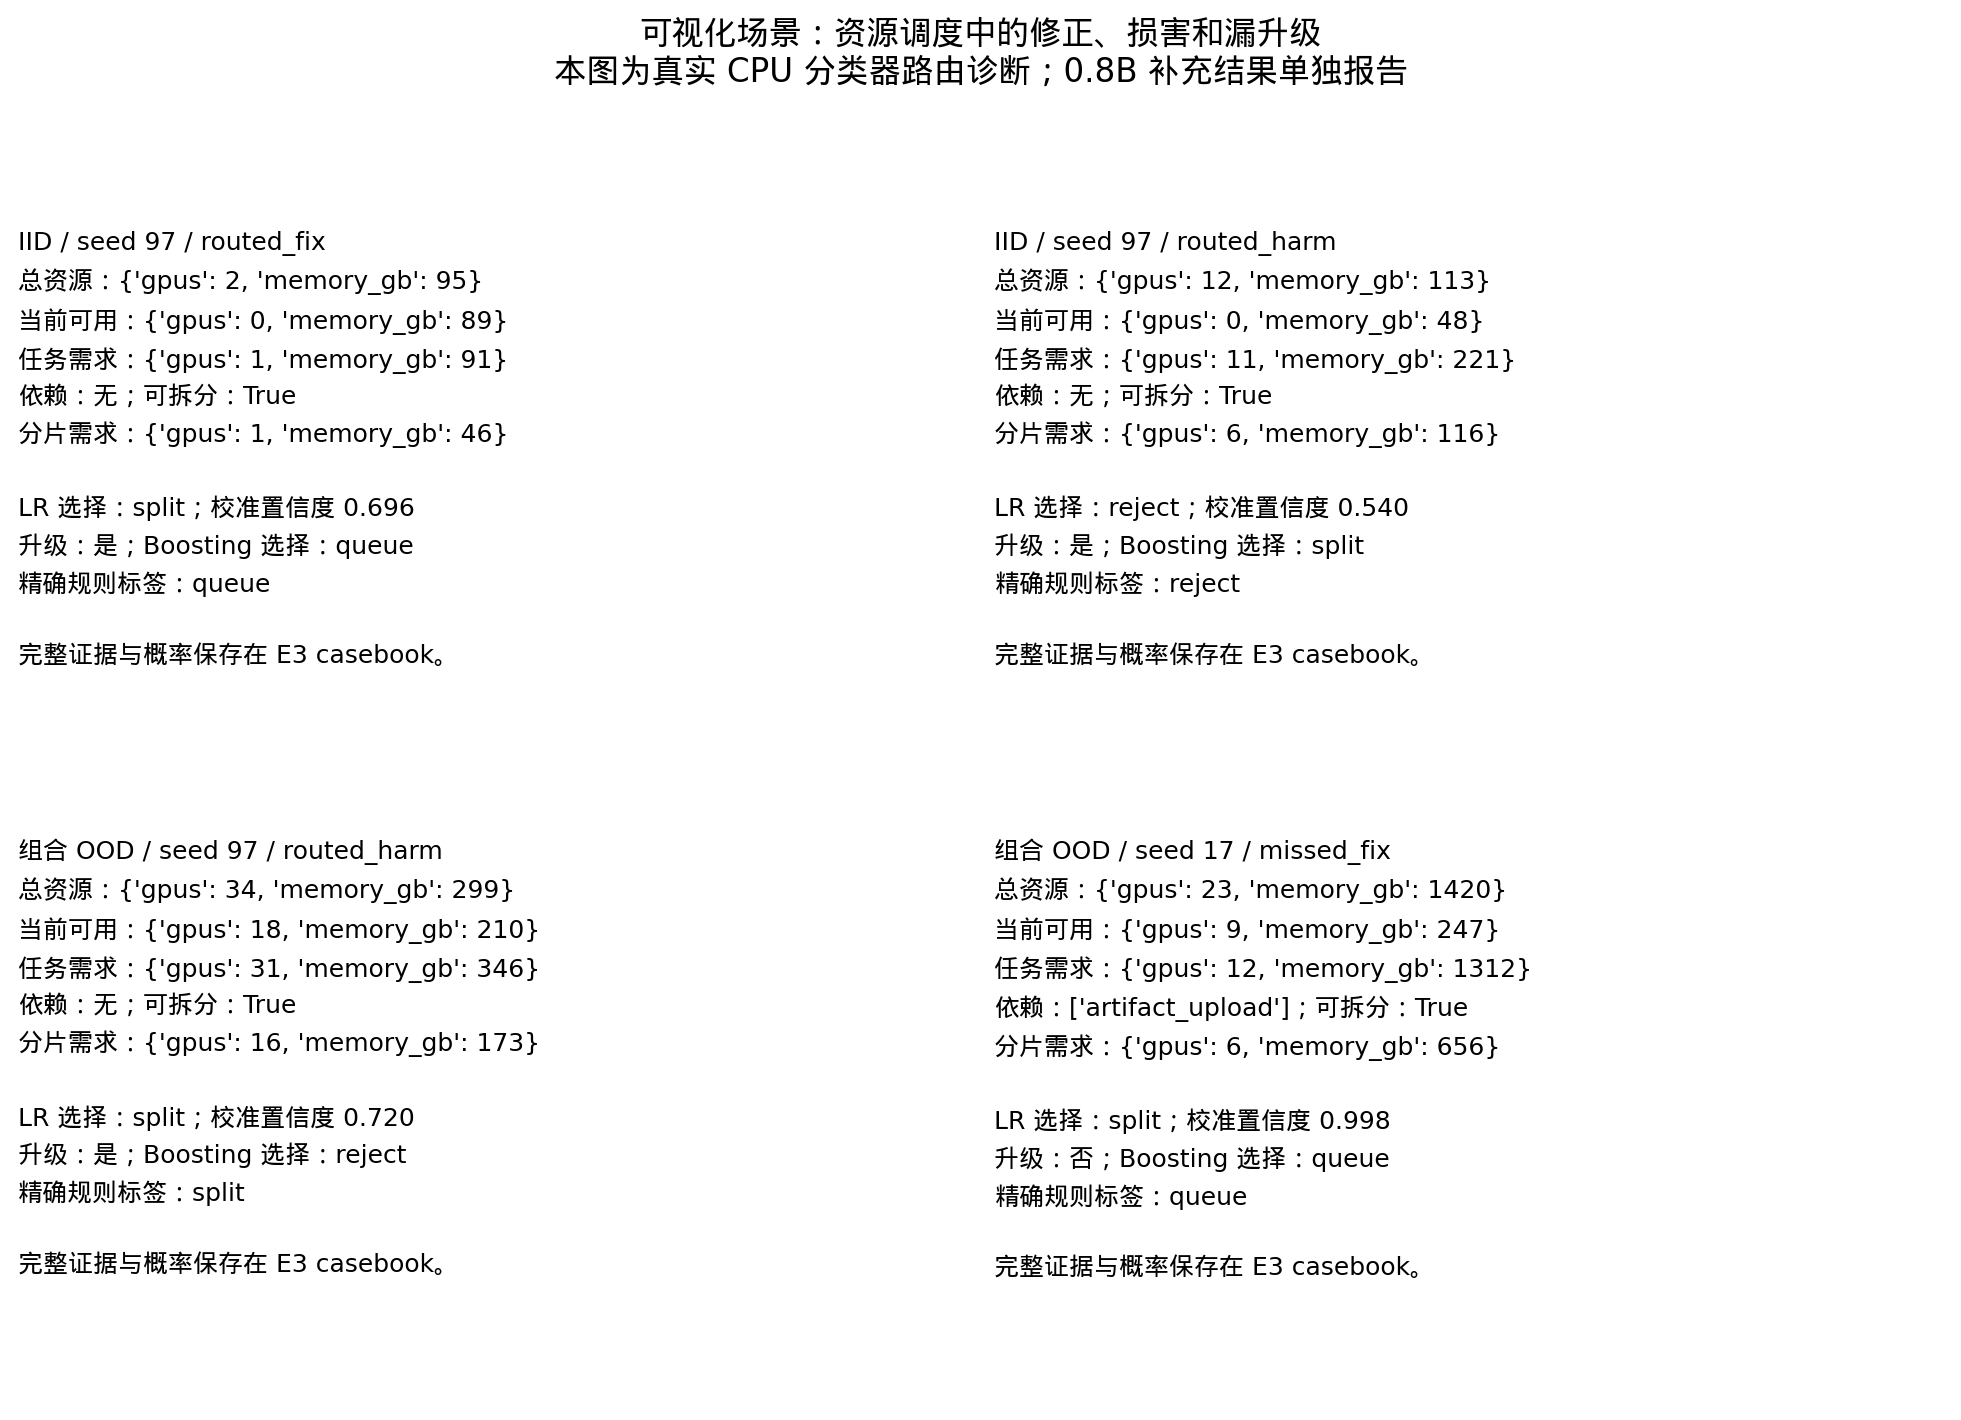 可视化场景：资源调度中的修正、损害和漏升级
本图为真实 CPU 分类器路由诊断；0.8B 补充结果单独报告
IID / seed 97 / routed_fix
总资源：{'gpus': 2, 'memory_gb': 95}
当前可用：{'gpus': 0, 'memory_gb': 89}
任务需求：{'gpus': 1, 'memory_gb': 91}
依赖：无；可拆分：True
分片需求：{'gpus': 1, 'memory_gb': 46}
LR 选择：split；校准置信度 0.696
升级：是；Boosting 选择：queue
精确规则标签：queue
完整证据与概率保存在 E3 casebook。
IID / seed 97 / routed_harm
总资源：{'gpus': 12, 'memory_gb': 113}
当前可用：{'gpus': 0, 'memory_gb': 48}
任务需求：{'gpus': 11, 'memory_gb': 221}
依赖：无；可拆分：True
分片需求：{'gpus': 6, 'memory_gb': 116}
LR 选择：reject；校准置信度 0.540
升级：是；Boosting 选择：split
精确规则标签：reject
完整证据与概率保存在 E3 casebook。
组合 OOD / seed 97 / routed_harm
总资源：{'gpus': 34, 'memory_gb': 299}
当前可用：{'gpus': 18, 'memory_gb': 210}
任务需求：{'gpus': 31, 'memory_gb': 346}
依赖：无；可拆分：True
分片需求：{'gpus': 16, 'memory_gb': 173}
LR 选择：split；校准置信度 0.720
升级：是；Boosting 选择：reject
精确规则标签：split
完整证据与概率保存在 E3 casebook。
组合 OOD / seed 17 / missed_fix
总资源：{'gpus': 23, 'memory_gb': 1420}
当前可用：{'gpus': 9, 'memory_gb': 247}
任务需求：{'gpus': 12, 'memory_gb': 1312}
依赖：['artifact_upload']；可拆分：True
分片需求：{'gpus': 6, 'memory_gb': 656}
LR 选择：split；校准置信度 0.998
升级：否；Boosting 选择：queue
精确规则标签：queue
完整证据与概率保存在 E3 casebook。